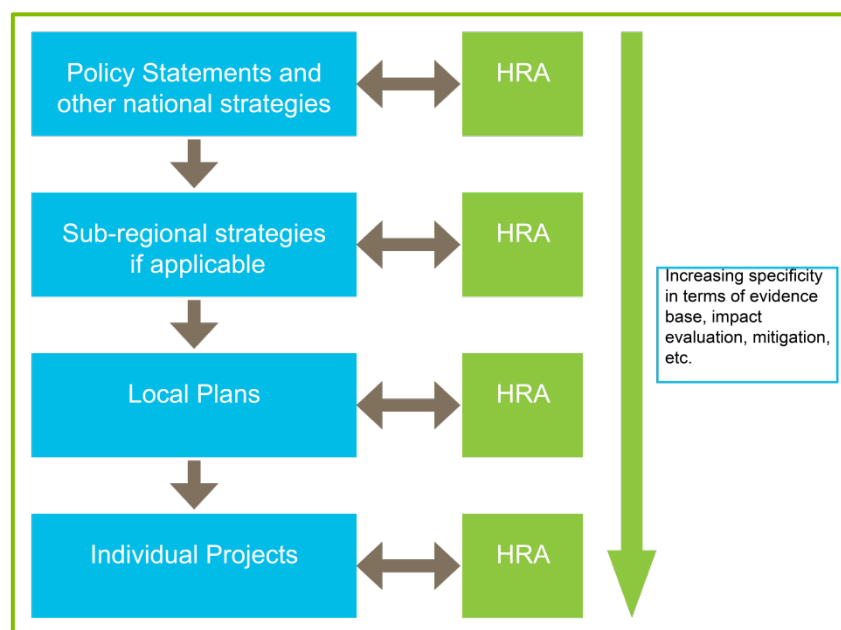 Policy Statements and
other national strategies
HRA
Sub-regional strategies
if applicable
HRA
Local Plans
HRA
Individual Projects
HRA
Increasing specificity
in terms of evidence
base, impact
evaluation, mitigation,
etc.